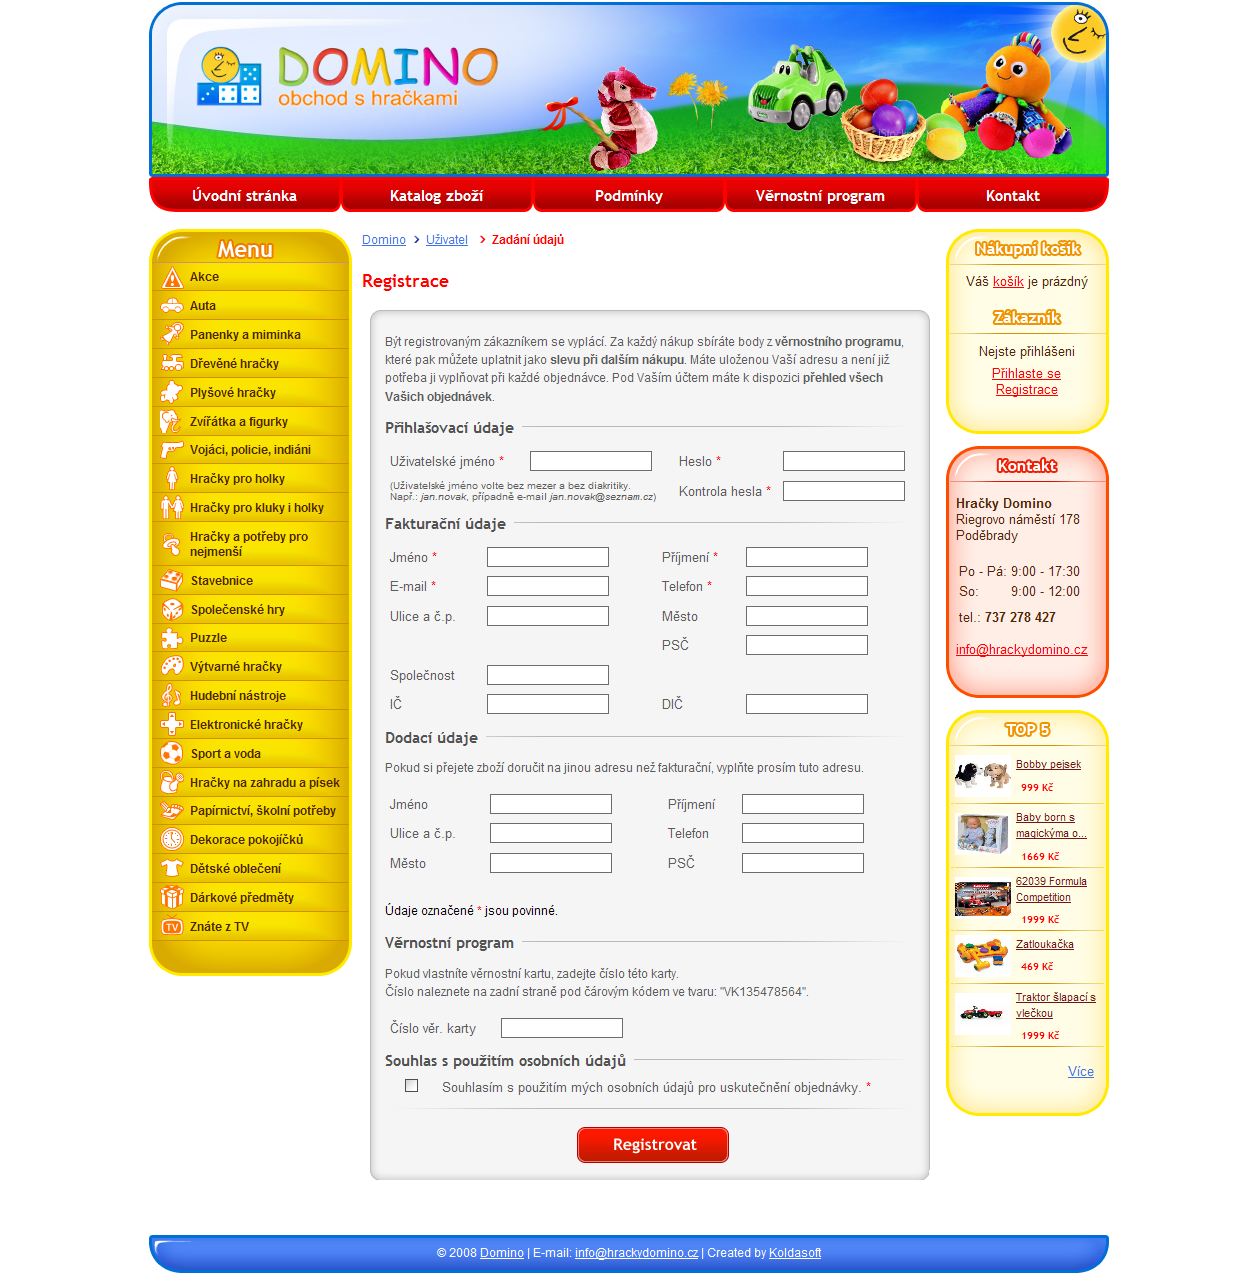 DOMINO
obchod s hračkami
Úvodní stránka
Katalog zboží
Podmínky
Věrnostní program
Kontakt
Menu
Akce
Auta
Panenky a miminka
Dřevěné hračky
Plyšové hračky
Zvířátka a figurky
Vojáci, policie, indiáni
Hračky pro holky
Hračky pro kluky i holky
Hračky a potřeby pro
nejmenší
Stavebnice
Společenské hry
Puzzle
Výtvarné hračky
Hudební nástroje
Elektronické hračky
Sport a voda
Hračky na zahradu a písek
Papírnictví, školní potřeby
Dekorace pokojíčků
Dětské oblečení
Dárkové předměty
TV Znáte z TV
Domino > Uživatel > Zadání údajů
Registrace
Být registrovaným zákazníkem se vyplácí. Za každý nákup sbíráte body z věrnostního programu,
které pak můžete uplatnit jako slevu při dalším nákupu. Máte uloženou Vaší adresu a není již
potřeba ji vyplňovat při každé objednávce. Pod Vaším účtem máte k dispozici přehled všech
Vašich objednávek.
Přihlašovací údaje
Uživatelské jméno *
Heslo *
(Uživatelské jméno volte bez mezer a bez diakritiky.
Např.: jan.novak, případně e-mail jan.novak@seznam.cz)
Kontrola hesla *
Fakturační údaje
Jméno *
Příjmení *
E-mail *
Telefon *
Ulice a č.p.
Město
PSČ
Společnost
IČ
DIČ
Dodací údaje
Pokud si přejete zboží doručit na jinou adresu než fakturační, vyplňte prosím tuto adresu.
Jméno
Příjmení
Ulice a č.p.
Telefon
Město
PSČ
Údaje označené * jsou povinné.
Věrnostní program
Pokud vlastníte věrnostní kartu, zadejte číslo této karty.
Číslo naleznete na zadní straně pod čárovým kódem ve tvaru: "VK135478564".
Číslo věr. karty
Souhlas s použitím osobních údajů
Souhlasím s použitím mých osobních údajů pro uskutečnění objednávky. *
Registrovat
Nákupní košík
Váš košík je prázdný
Zákazník
Nejste přihlášeni
Přihlaste se
Registrace
Kontakt
Hračky Domino
Riegrovo náměstí 178
Poděbrady
Po - Pá: 9:00 - 17:30
So: 9:00 - 12:00
tel.: 737 278 427
info@hrackydomino.cz
TOP 5
Bobby pejsek
999 Kč
Baby born s
magickýma o...
1669 Kč
62039 Formula
Competition
1999 Kč
Zatloukačka
469 Kč
Traktor šlapací s
vlečkou
1999 Kč
Více
© 2008 Domino | E-mail: info@hrackydomino.cz | Created by Koldasoft